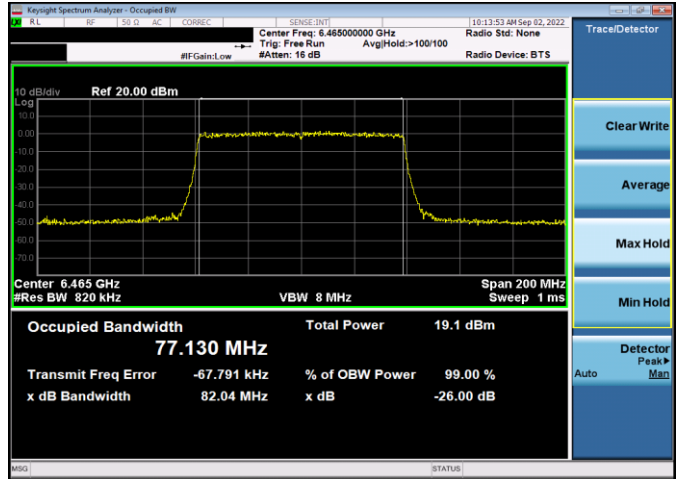 Keysight Spectrum Analyzer - Occupied BW
RL RF 50 Ω AC CORREC SENSE:INT 10:13:53 AM Sep 02, 2022
Center Freq: 6.465000000 GHz Radio Std: None
Trig: Free Run Avg|Hold:>100/100
#IFGain:Low #Atten: 16 dB Radio Device: BTS
Trace/Detector
10 dB/div Ref 20.00 dBm
Log
10.0
0.00
-10.0
-20.0
-30.0
-40.0
-50.0
-60.0
-70.0
Center 6.465 GHz Span 200 MHz
#Res BW 820 kHz VBW 8 MHz Sweep 1 ms
Occupied Bandwidth Total Power 19.1 dBm
77.130 MHz
Transmit Freq Error -67.791 kHz % of OBW Power 99.00 %
x dB Bandwidth 82.04 MHz x dB -26.00 dB
Clear Write
Average
Max Hold
Min Hold
Detector
Peak▶
Auto Man
MSG STATUS